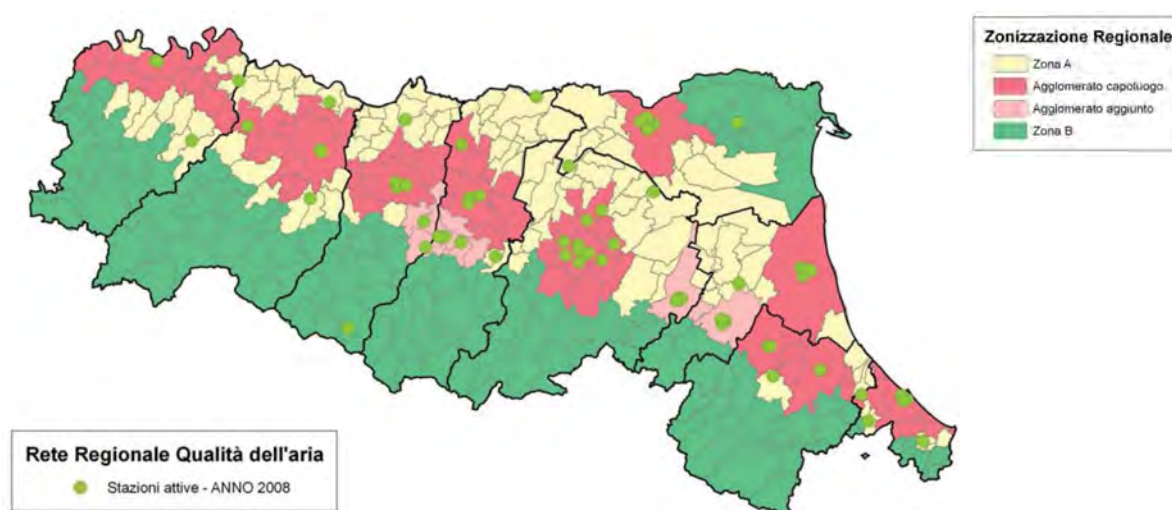 Zonizzazione Regionale
Zona A
Agglomerato capoluogo
Agglomerato aggiunto
Zona B
Rete Regionale Qualità dell'aria
Stazioni attive - ANNO 2008